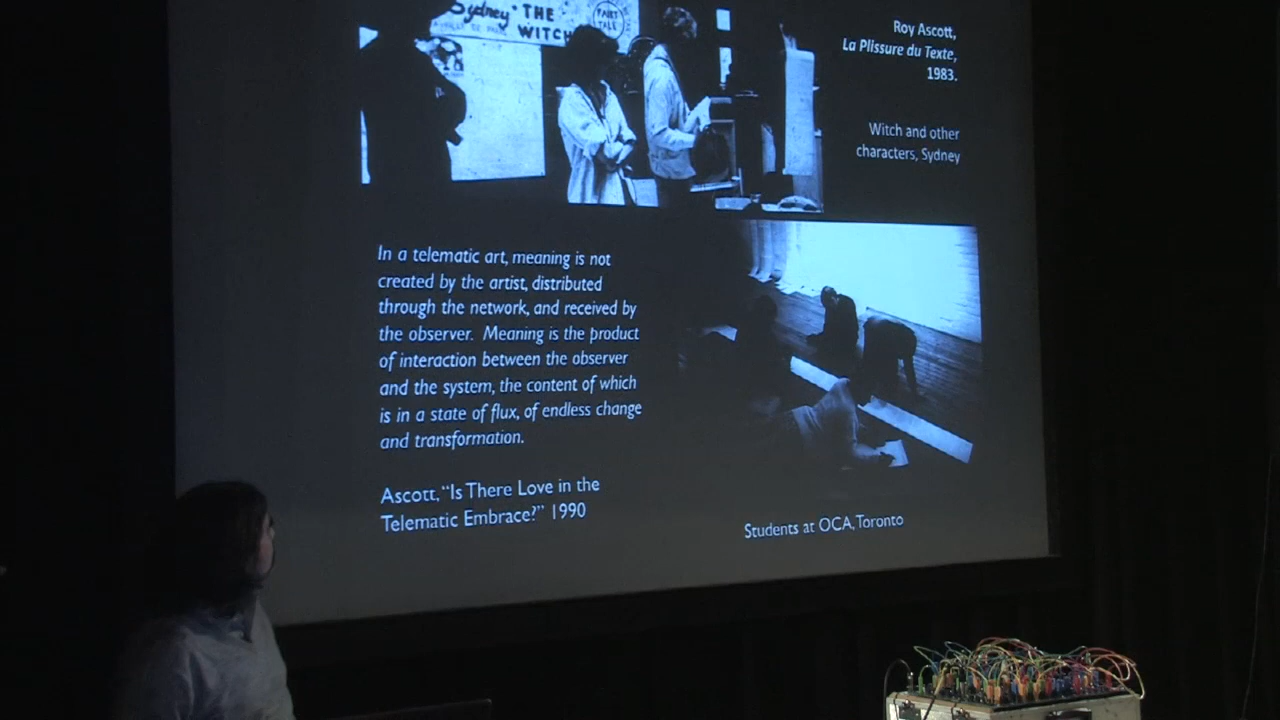 Sydney "THE
WITCH
FAIRY
TALE
Roy Ascott,
La Plissure du Texte,
1983.
Witch and other
characters, Sydney
In a telematic art, meaning is not
created by the artist, distributed
through the network, and received by
the observer. Meaning is the product
of interaction between the observer
and the system, the content of which
is in a state of flux, of endless change
and transformation.
Ascott, "Is There Love in the
Telematic Embrace?" 1990
Students at OCA, Toronto